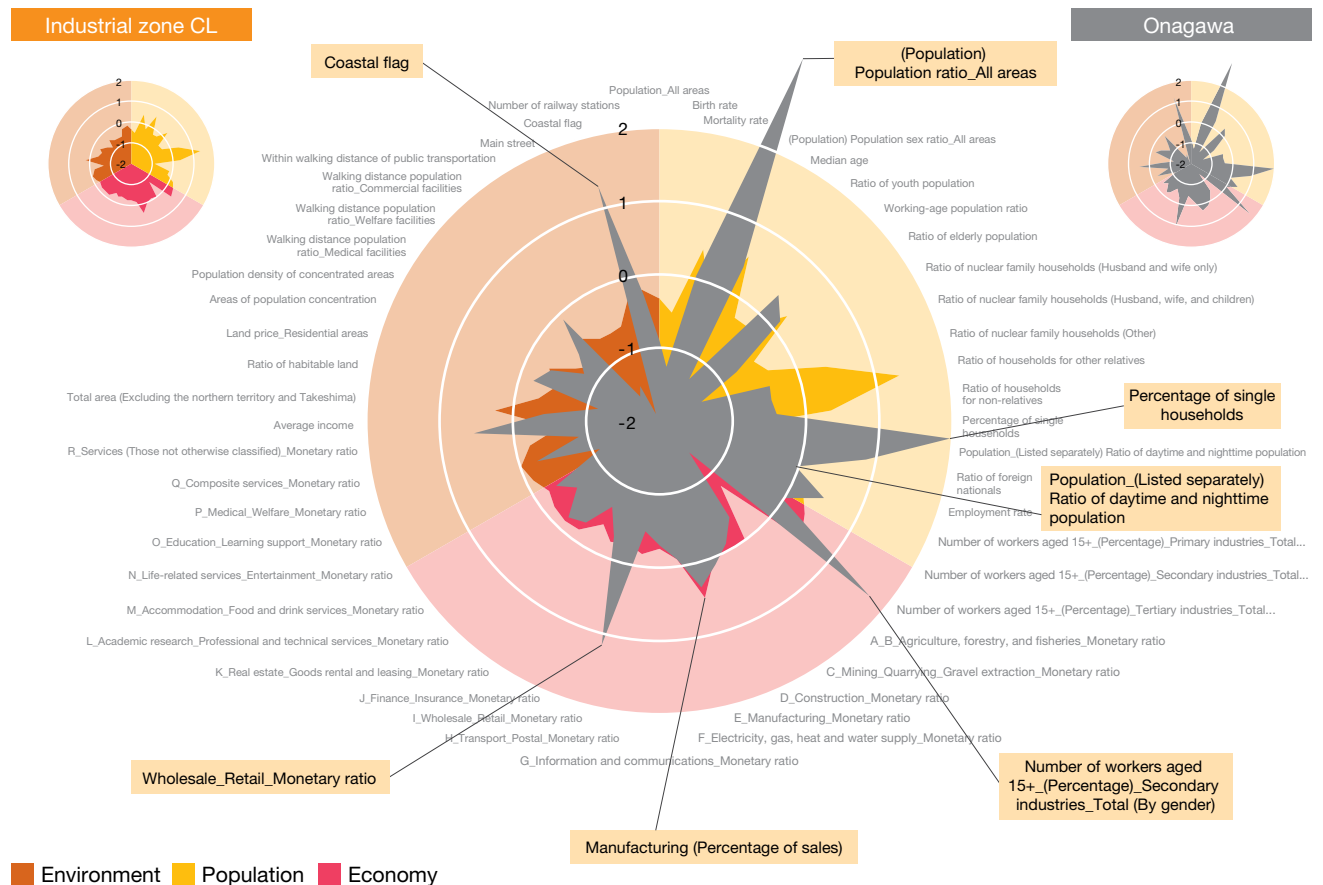 Industrial zone CL
Onagawa
Coastal flag
(Population)
Population ratio_All areas
2
1
0
-1
-2
2
1
0
-1
-2
Population_All areas
Number of railway stations
Birth rate
Coastal flag
Mortality rate
2
Main street
(Population) Population sex ratio_All areas
Within walking distance of public transportation
Median age
Walking distance population
ratio_Commercial facilities
Ratio of youth population
1
Walking distance population
ratio_Welfare facilities
Working-age population ratio
Walking distance population
ratio_Medical facilities
Ratio of elderly population
Population density of concentrated areas
0
Ratio of nuclear family households (Husband and wife only)
Areas of population concentration
Ratio of nuclear family households (Husband, wife, and children)
Land price_Residential areas
Ratio of nuclear family households (Other)
-1
Ratio of habitable land
Ratio of households for other relatives
Total area (Excluding the northern territory and Takeshima)
Ratio of households
for non-relatives
Percentage of single
households
Average income
-2
Percentage of single
households
R_Services (Those not otherwise classified)_Monetary ratio
Population_(Listed separately) Ratio of daytime and nighttime population
Q_Composite services_Monetary ratio
Ratio of foreign
nationals
Population_(Listed separately)
Ratio of daytime and nighttime
population
P_Medical_Welfare_Monetary ratio
Employment rate
O_Education_Learning support_Monetary ratio
Number of workers aged 15+_(Percentage)_Primary industries_Total...
N_Life-related services_Entertainment_Monetary ratio
Number of workers aged 15+_(Percentage)_Secondary industries_Total...
M_Accommodation_Food and drink services_Monetary ratio
Number of workers aged 15+_(Percentage)_Tertiary industries_Total...
L_Academic research_Professional and technical services_Monetary ratio
A_B_Agriculture, forestry, and fisheries_Monetary ratio
K_Real estate_Goods rental and leasing_Monetary ratio
C_Mining_Quarrying_Gravel extraction_Monetary ratio
J_Finance_Insurance_Monetary ratio
D_Construction_Monetary ratio
I_Wholesale_Retail_Monetary ratio
E_Manufacturing_Monetary ratio
H_Transport_Postal_Monetary ratio
F_Electricity, gas, heat and water supply_Monetary ratio
G_Information and communications_Monetary ratio
Wholesale_Retail_Monetary ratio
Number of workers aged
15+_(Percentage)_Secondary
industries_Total (By gender)
Manufacturing (Percentage of sales)
Environment
Population
Economy